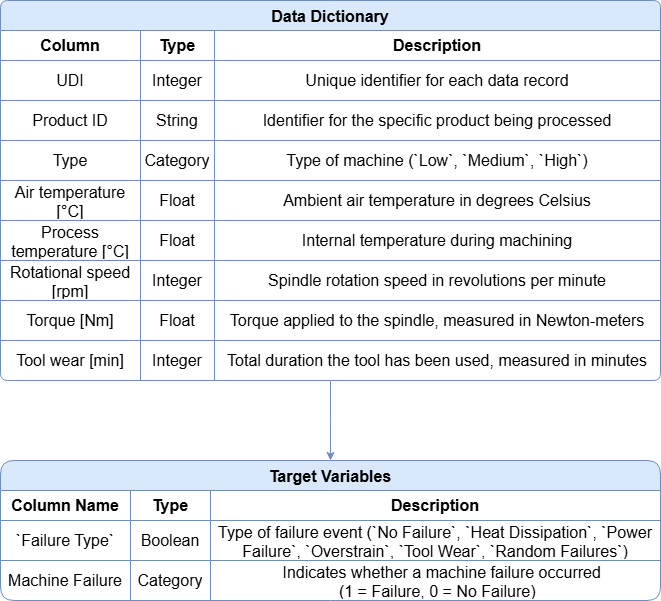 Data Dictionary
Column Type Description
UDI Integer Unique identifier for each data record
Product ID String Identifier for the specific product being processed
Type Category Type of machine (`Low`, `Medium`, `High`)
Air temperature
[°C] Float Ambient air temperature in degrees Celsius
Process
temperature [°C] Float Internal temperature during machining
Rotational speed
[rpm] Integer Spindle rotation speed in revolutions per minute
Torque [Nm] Float Torque applied to the spindle, measured in Newton-meters
Tool wear [min] Integer Total duration the tool has been used, measured in minutes
Target Variables
Column Name Type Description
`Failure Type` Boolean Type of failure event (`No Failure`, `Heat Dissipation`, `Power
Failure`, `Overstrain`, `Tool Wear`, `Random Failures`)
Machine Failure Category Indicates whether a machine failure occurred
(1 = Failure, 0 = No Failure)